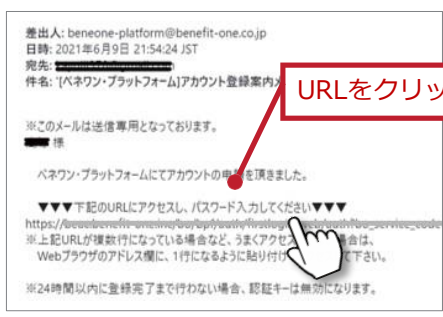 差出人: beneone-platform@benefit-one.co.jp
日時: 2021年6月9日 21:54:24 JST
宛先:
件名: '[ベネワン・プラットフォーム]アカウント登録案内
URLをクリッ
※このメールは送信専用となっております。
様
ベネワン・プラットフォームにてアカウントの申 を頂きました。
▼▼▼下記のURLにアクセスし、パスワード入力してください▼▼▼
https://
※上記URLが複数行になっている場合など、うまくアクセス 場合は、
Webブラウザのアドレス欄に、1行になるように貼り付け て下さい。
※24時間以内に登録完了まで行わない場合、認証キーは無効になります。